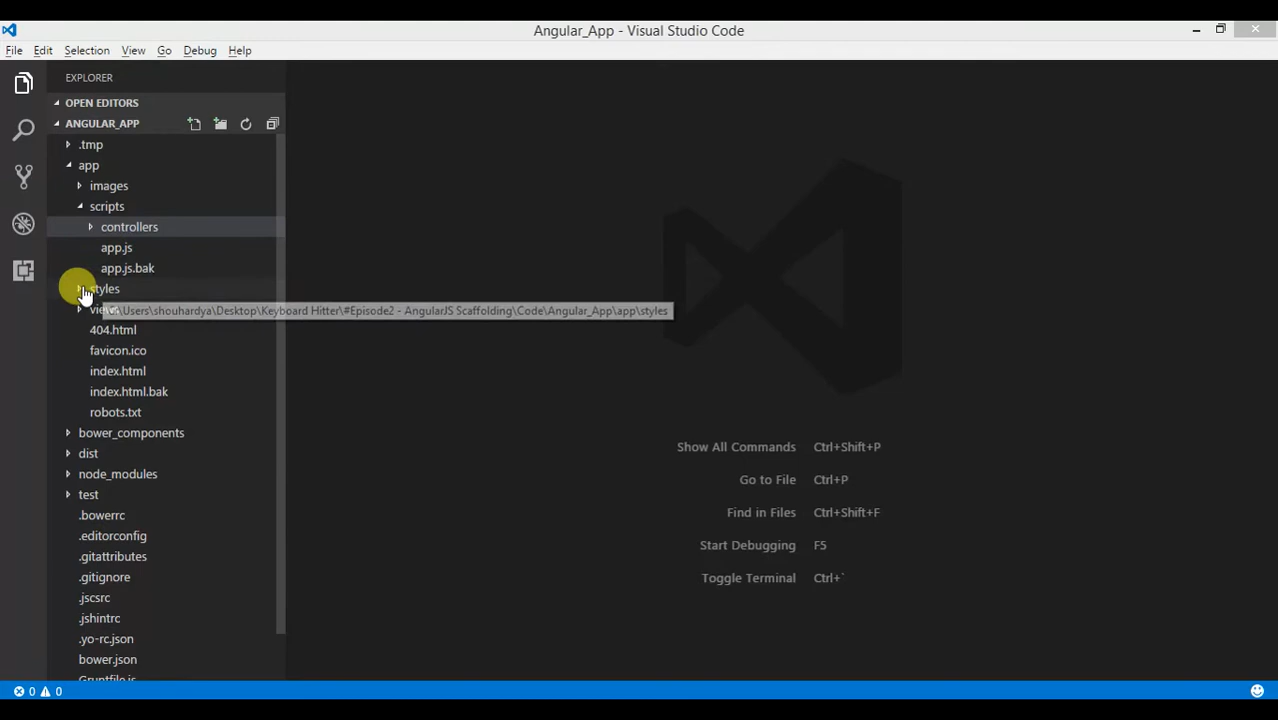 Angular_App - Visual Studio Code
File Edit Selection View Go Debug Help
EXPLORER
OPEN EDITORS
ANGULAR_APP
.tmp
app
images
scripts
controllers
app.js
app.js.bak
styles
\Users\shouhardya\Desktop\Keyboard Hitter\#Episode2 - AngularJS Scaffolding\Code\Angular_App\app\styles
404.html
favicon.ico
index.html
index.html.bak
robots.txt
bower_components
dist
node_modules
test
.bowerrc
.editorconfig
.gitattributes
.gitignore
.jscsrc
.jshintrc
.yo-rc.json
bower.json
Gruntfile.js
Show All Commands Ctrl+Shift+P
Go to File Ctrl+P
Find in Files Ctrl+Shift+F
Start Debugging F5
Toggle Terminal Ctrl+`
0 0